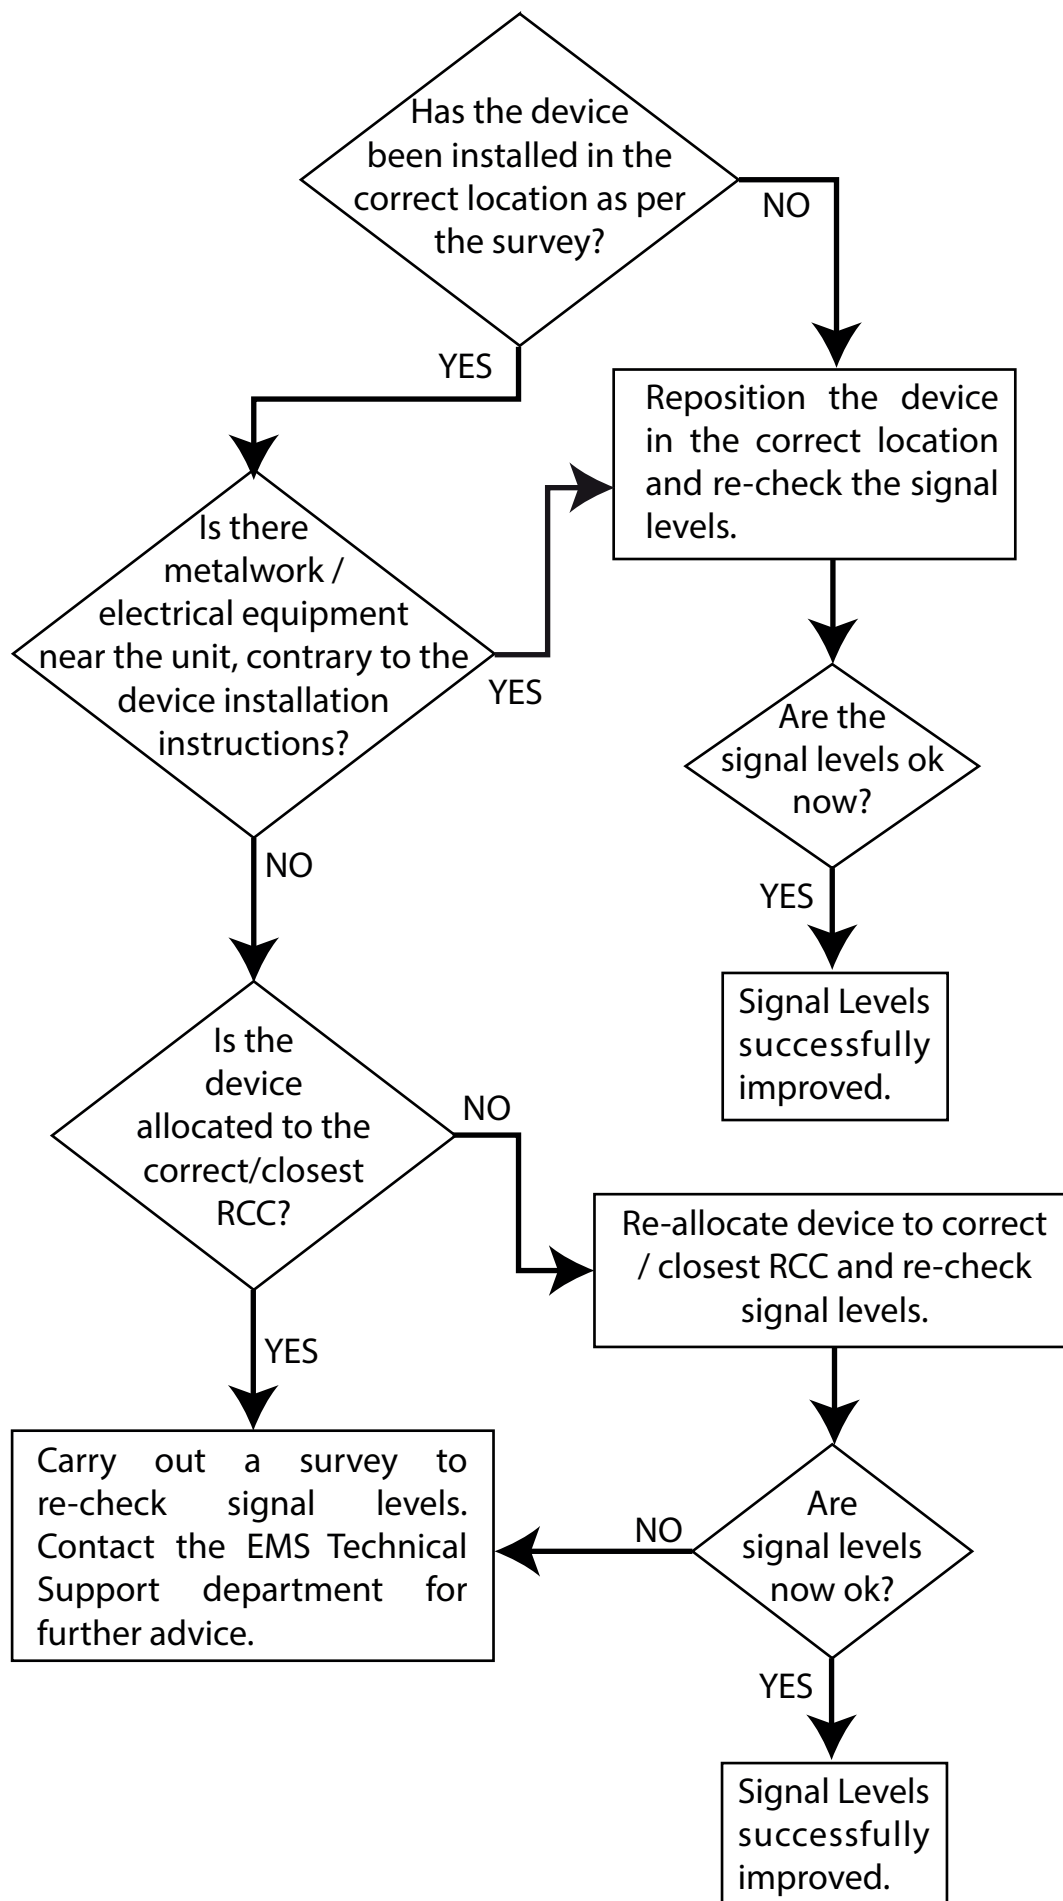 Has the device
been installed in the
correct location as per
the survey?
NO
YES
Reposition the device
in the correct location
and re-check the signal
levels.
Is there
metalwork /
electrical equipment
near the unit, contrary to the
device installation
instructions?
YES
Are the
signal levels ok
now?
NO
YES
Signal Levels
successfully
improved.
Is the
device
allocated to the
correct/closest
RCC?
NO
Re-allocate device to correct
/ closest RCC and re-check
signal levels.
YES
Carry out a survey to
re-check signal levels.
Contact the EMS Technical
Support department for
further advice.
NO
Are
signal levels
now ok?
YES
Signal Levels
successfully
improved.